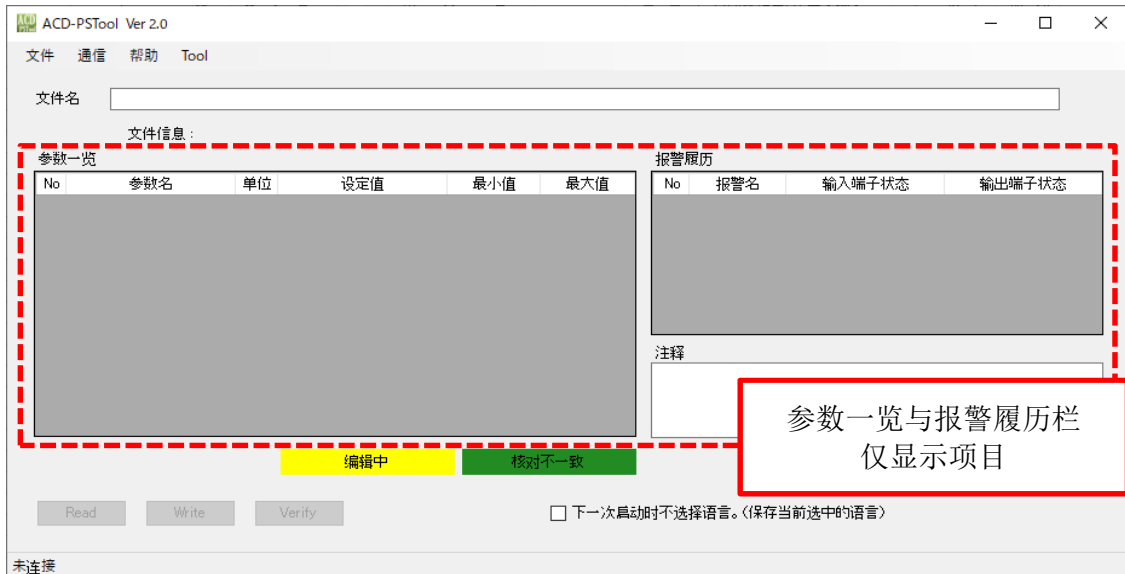 ACD-PSTool Ver 2.0
文件 通信 帮助 Tool
文件名
文件信息：
参数一览 报警履历
No 参数名 单位 设定值 最小值 最大值 No 报警名 输入端子状态 输出端子状态
注释
参数一览与报警履历栏
仅显示项目
编辑中 核对不一致
Read Write Verify 下一次启动时不选择语言。（保存当前选中的语言）
未连接